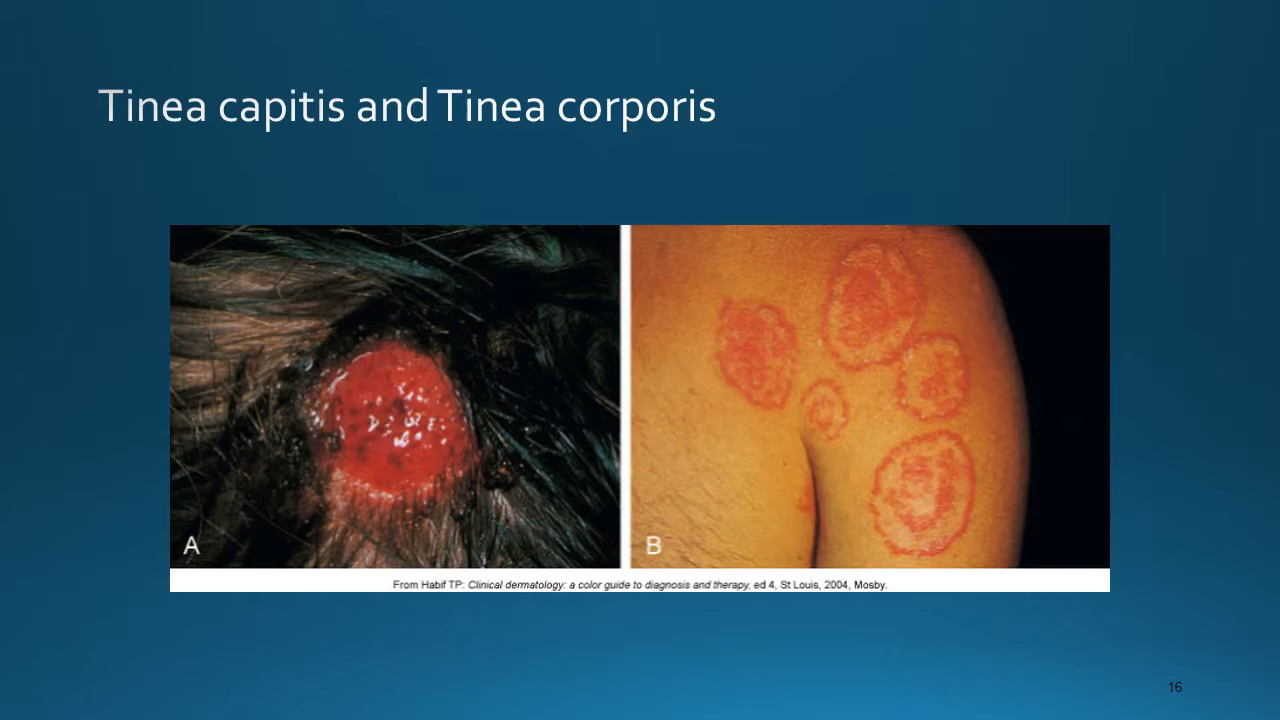 Tinea capitis and Tinea corporis
A
B
From Habif TP: Clinical dermatology: a color guide to diagnosis and therapy, ed 4, St Louis, 2004, Mosby.
16